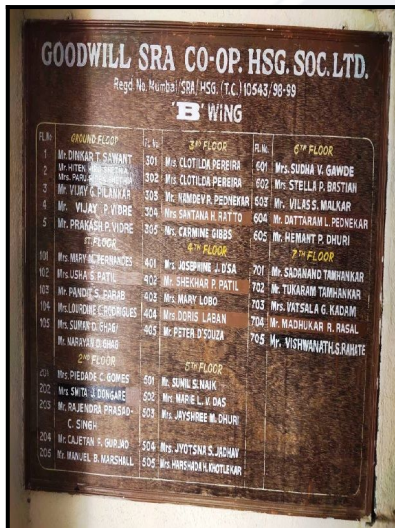 GOODWILL SRA CO-OP. HSG. SOC. LTD.
Regd. No. Mumbai/SRA/HSG. (T.C.) 10543/98-99
'B' WING
FL.No
GROUND FLOOR
1 Mr. DINKAR T. SAWANT
2 Mr. HITEN
Mrs. PARU
3 Mr. VIJAY G. PILANKAR
4 Mr. VIJAY P. VIDRE
5 Mr. PRAKASH P. VIDRE
1ST. FLOOR
101 Mrs. MARY M. FERNANDES
102 Mrs. USHA S. PATIL
103 Mr. PANDIT S. PARAB
104 Mrs. LOURDINE C. RODRIGUES
105 Mrs. SUMAN D. GHAG
Mr. NARAYAN D. GHAG
2ND FLOOR
201 Mrs. PIEDADE C. GOMES
202 Mrs. SMITA J. DONGARE
203 Mr. RAJENDRA PRASAD-
C. SINGH
204 Mr. CAJETAN F. GURJAO
205 Mr. MANUEL B. MARSHALL
FL. No.
3RD FLOOR
301 Mrs. CLOTILDA PEREIRA
302 Mrs. CLOTILDA PEREIRA
303 Mr. NAMDEV R. PEDNEKAR
304 Mrs. SANTANA H. RATTO
305 Mrs. CARMINE GIBBS
4TH FLOOR
401 Mrs. JOSEPHINE J. D'SA
402 Mr. SHEKHAR P. PATIL
403 Mrs. MARY LOBO
404 Mrs. DORIS LABAN
405 Mr. PETER D'SOUZA
5TH FLOOR
501 Mr. SUNIL S. NAIK
502 Mrs. MARIE L. V. DAS
503 Mrs. JAYSHREE M. DHURI
504 Mrs. JYOTSNA S. JADHAV
505 Mrs. HARSHADA H. KHOTLEKAR
FL.No.
6TH FLOOR
601 Mrs. SUDHA V. GAWDE
602 Mrs. STELLA P. BASTIAN
603 Mr. VILAS S. MALKAR
604 Mr. DATTARAM L. PEDNEKAR
605 Mr. HEMANT P. DHURI
7TH FLOOR
701 Mr. SADANAND TAMHANKAR
702 Mr. TUKARAM TAMHANKAR
703 Mrs. VATSALA G. KADAM
704 Mr. MADHUKAR R. RASAL
705 Mr. VISHWANATH. S. RAHATE